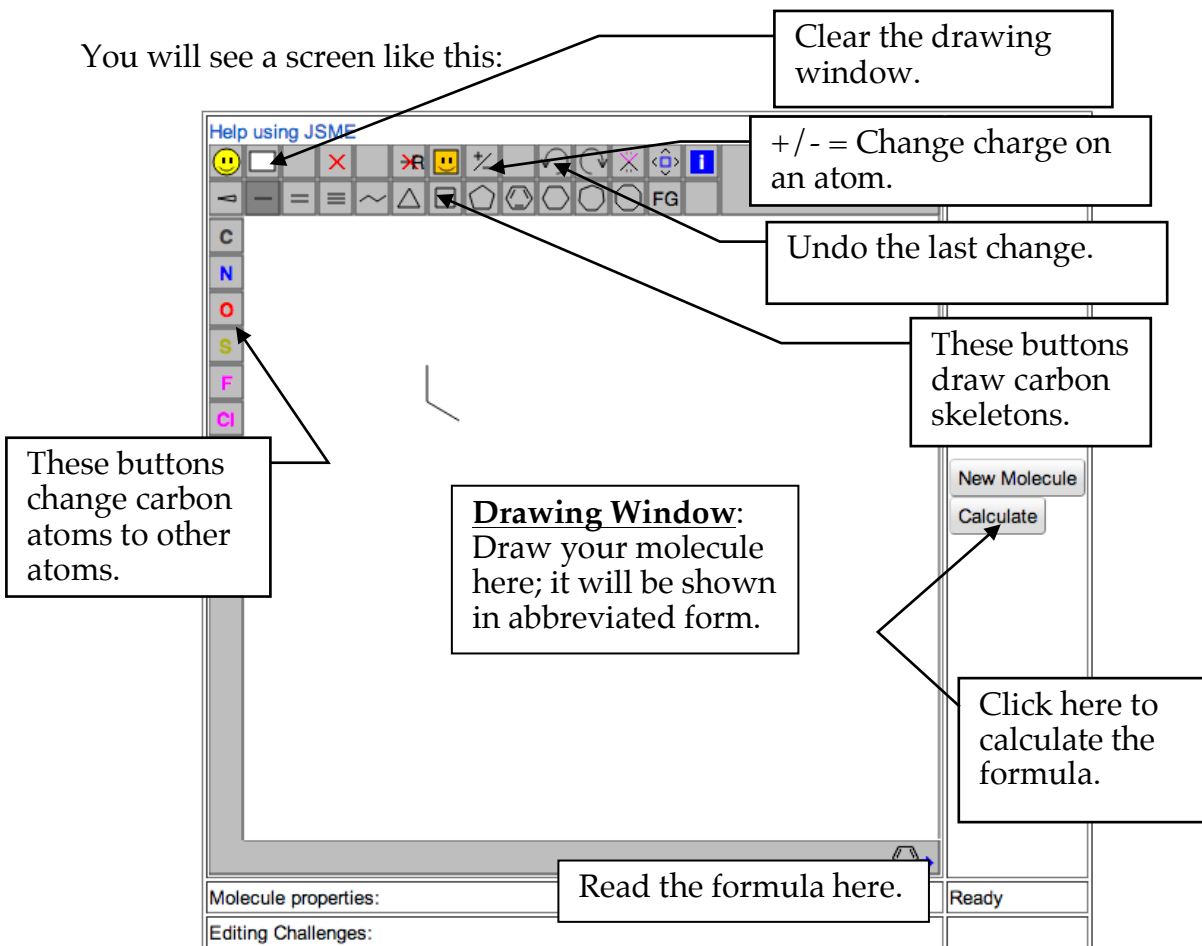 You will see a screen like this:
Clear the drawing
window.
Help using JSME
+/- = Change charge on
an atom.
R
+/-
i
FG
Undo the last change.
C
N
O
S
F
Cl
These buttons
draw carbon
skeletons.
These buttons
change carbon
atoms to other
atoms.
New Molecule
Calculate
Drawing Window:
Draw your molecule
here; it will be shown
in abbreviated form.
Click here to
calculate the
formula.
Read the formula here.
Molecule properties:
Ready
Editing Challenges: